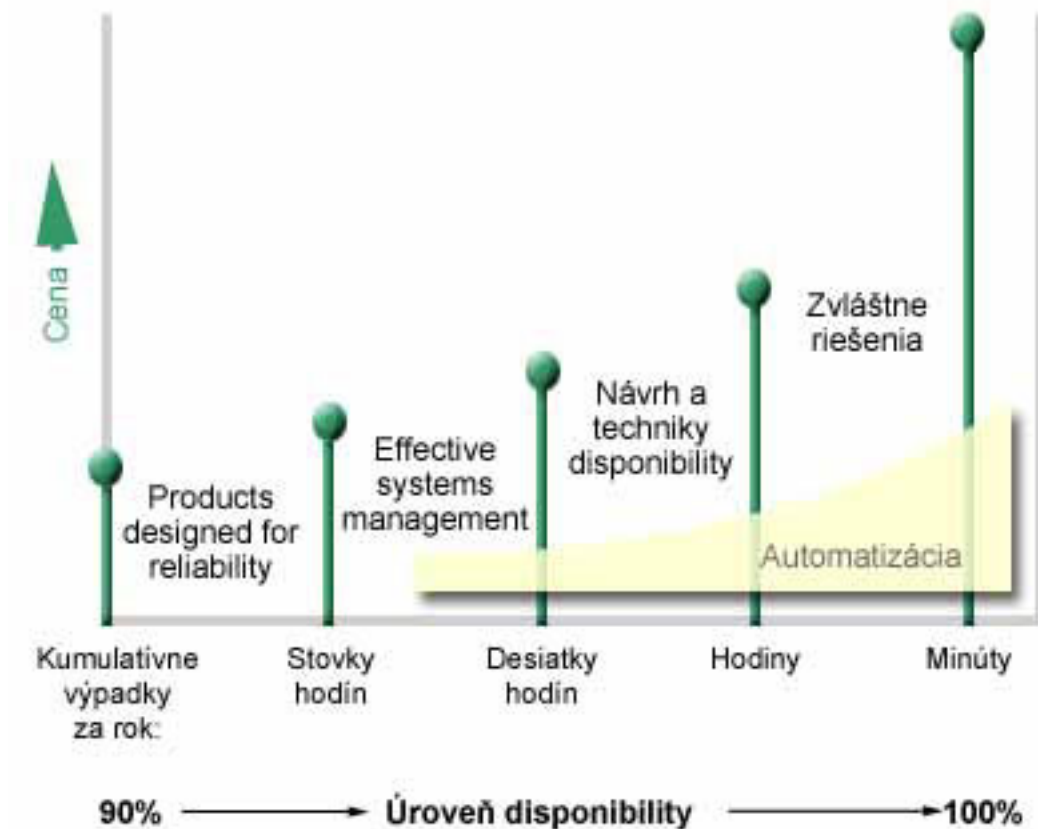 Cena
Zvláštne
riešenia
Návrh a
techniky
disponibility
Effective
systems
management
Products
designed for
reliability
Automatizácia
Kumulatívne
výpadky
za rok:
Stovky
hodín
Desiatky
hodín
Hodiny
Minúty
90%
Úroveň disponibility
100%